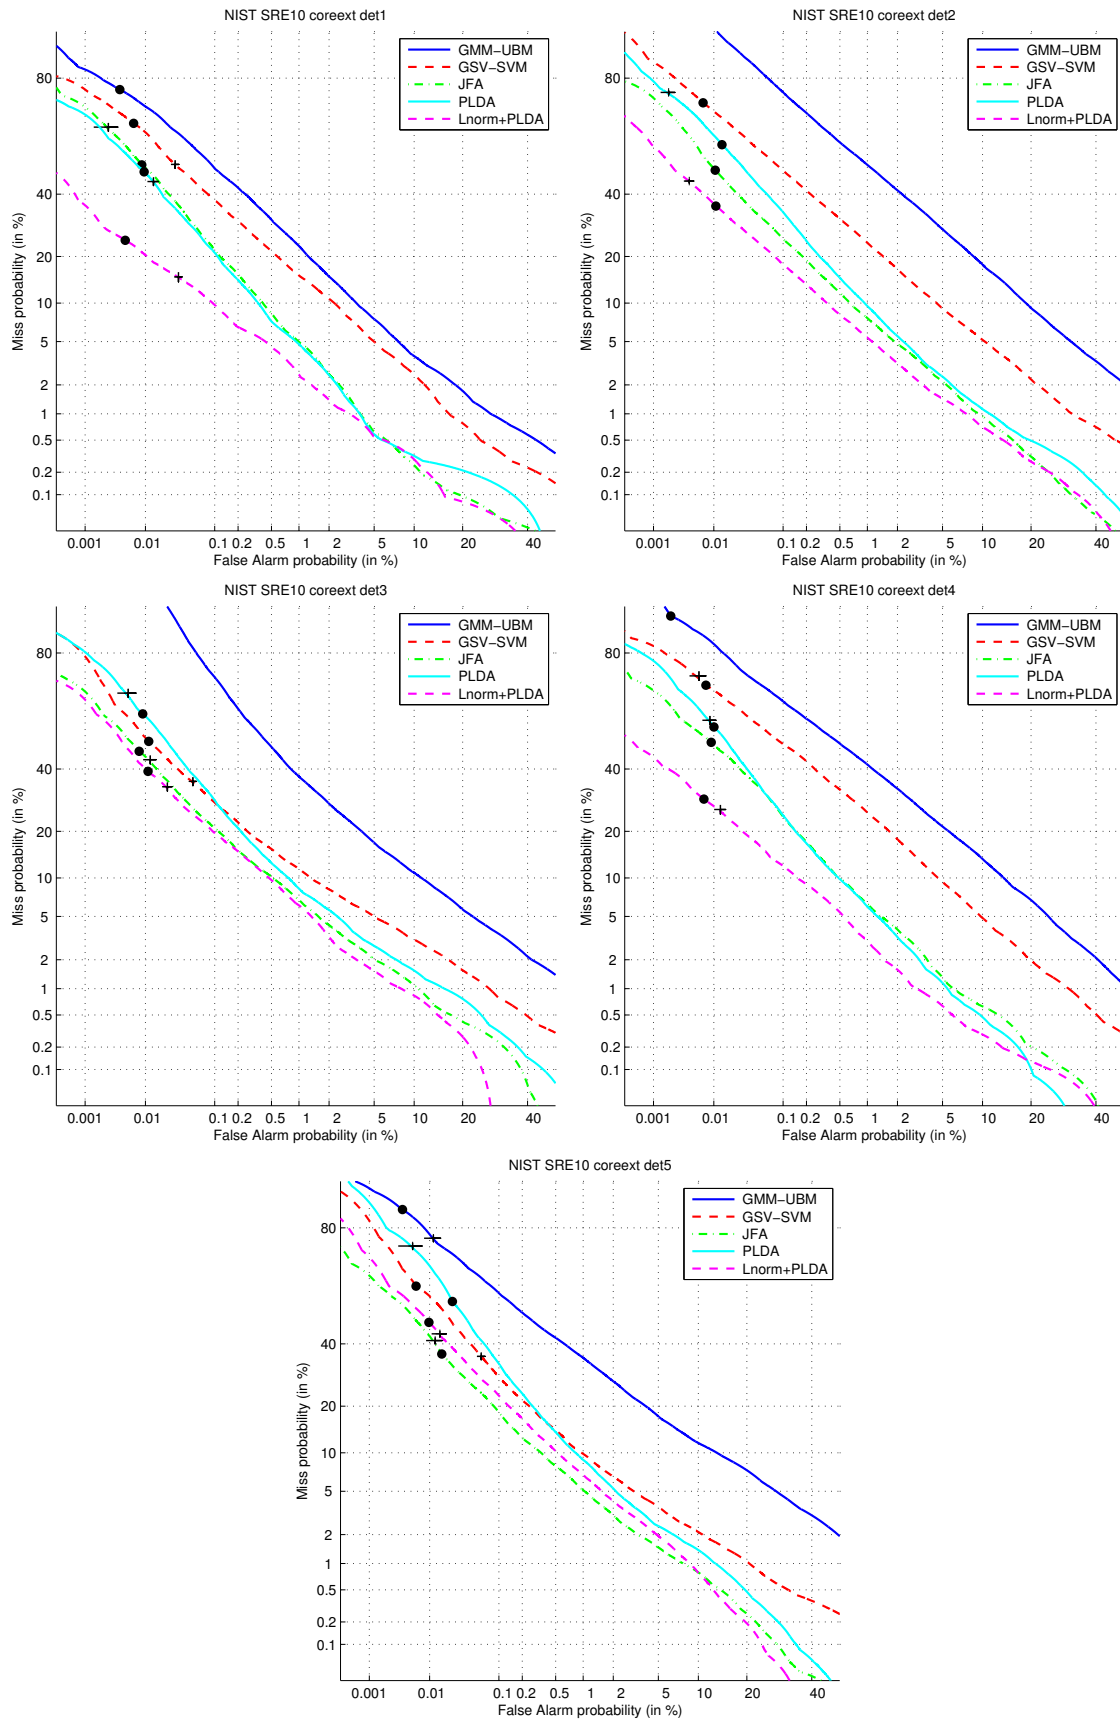 NIST SRE10 coreext det1
GMM−UBM
GSV−SVM
JFA
PLDA
Lnorm+PLDA
Miss probability (in %)
80
40
20
10
5
2
1
0.5
0.2
0.1
0.001 0.01 0.1 0.2 0.5 1 2 5 10 20 40
False Alarm probability (in %)
NIST SRE10 coreext det2
GMM−UBM
GSV−SVM
JFA
PLDA
Lnorm+PLDA
Miss probability (in %)
80
40
20
10
5
2
1
0.5
0.2
0.1
0.001 0.01 0.1 0.2 0.5 1 2 5 10 20 40
False Alarm probability (in %)
NIST SRE10 coreext det3
GMM−UBM
GSV−SVM
JFA
PLDA
Lnorm+PLDA
Miss probability (in %)
80
40
20
10
5
2
1
0.5
0.2
0.1
0.001 0.01 0.1 0.2 0.5 1 2 5 10 20 40
False Alarm probability (in %)
NIST SRE10 coreext det4
GMM−UBM
GSV−SVM
JFA
PLDA
Lnorm+PLDA
Miss probability (in %)
80
40
20
10
5
2
1
0.5
0.2
0.1
0.001 0.01 0.1 0.2 0.5 1 2 5 10 20 40
False Alarm probability (in %)
NIST SRE10 coreext det5
GMM−UBM
GSV−SVM
JFA
PLDA
Lnorm+PLDA
Miss probability (in %)
80
40
20
10
5
2
1
0.5
0.2
0.1
0.001 0.01 0.1 0.2 0.5 1 2 5 10 20 40
False Alarm probability (in %)